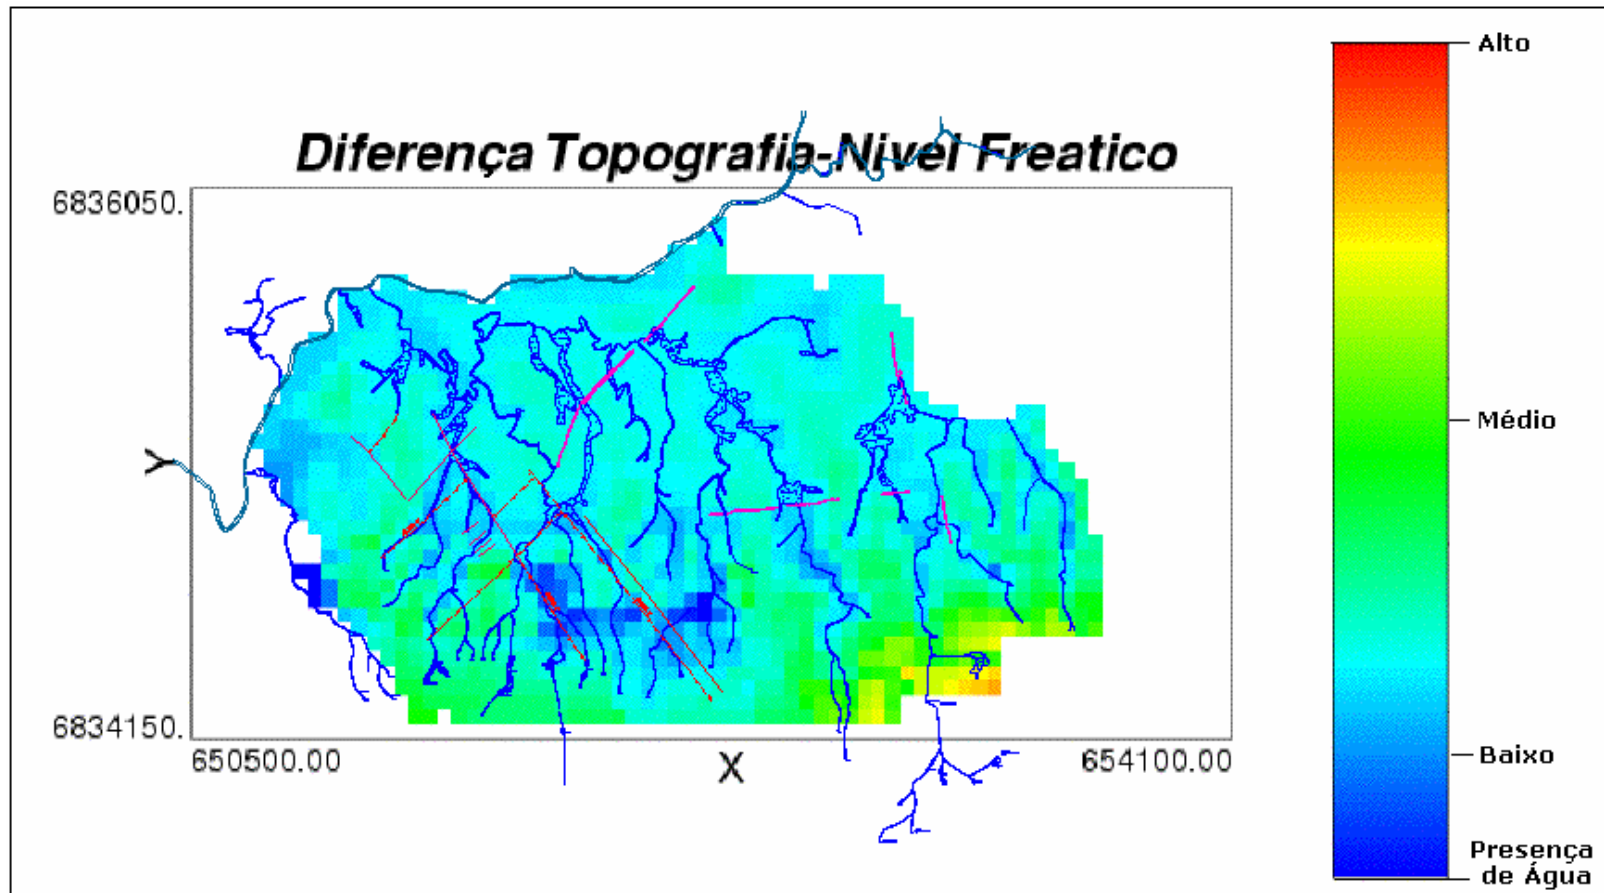 Diferença Topografia-Nivel Freatico
6836050.
Y
6834150.
650500.00
X
654100.00
Alto
Médio
Baixo
Presença
de Água